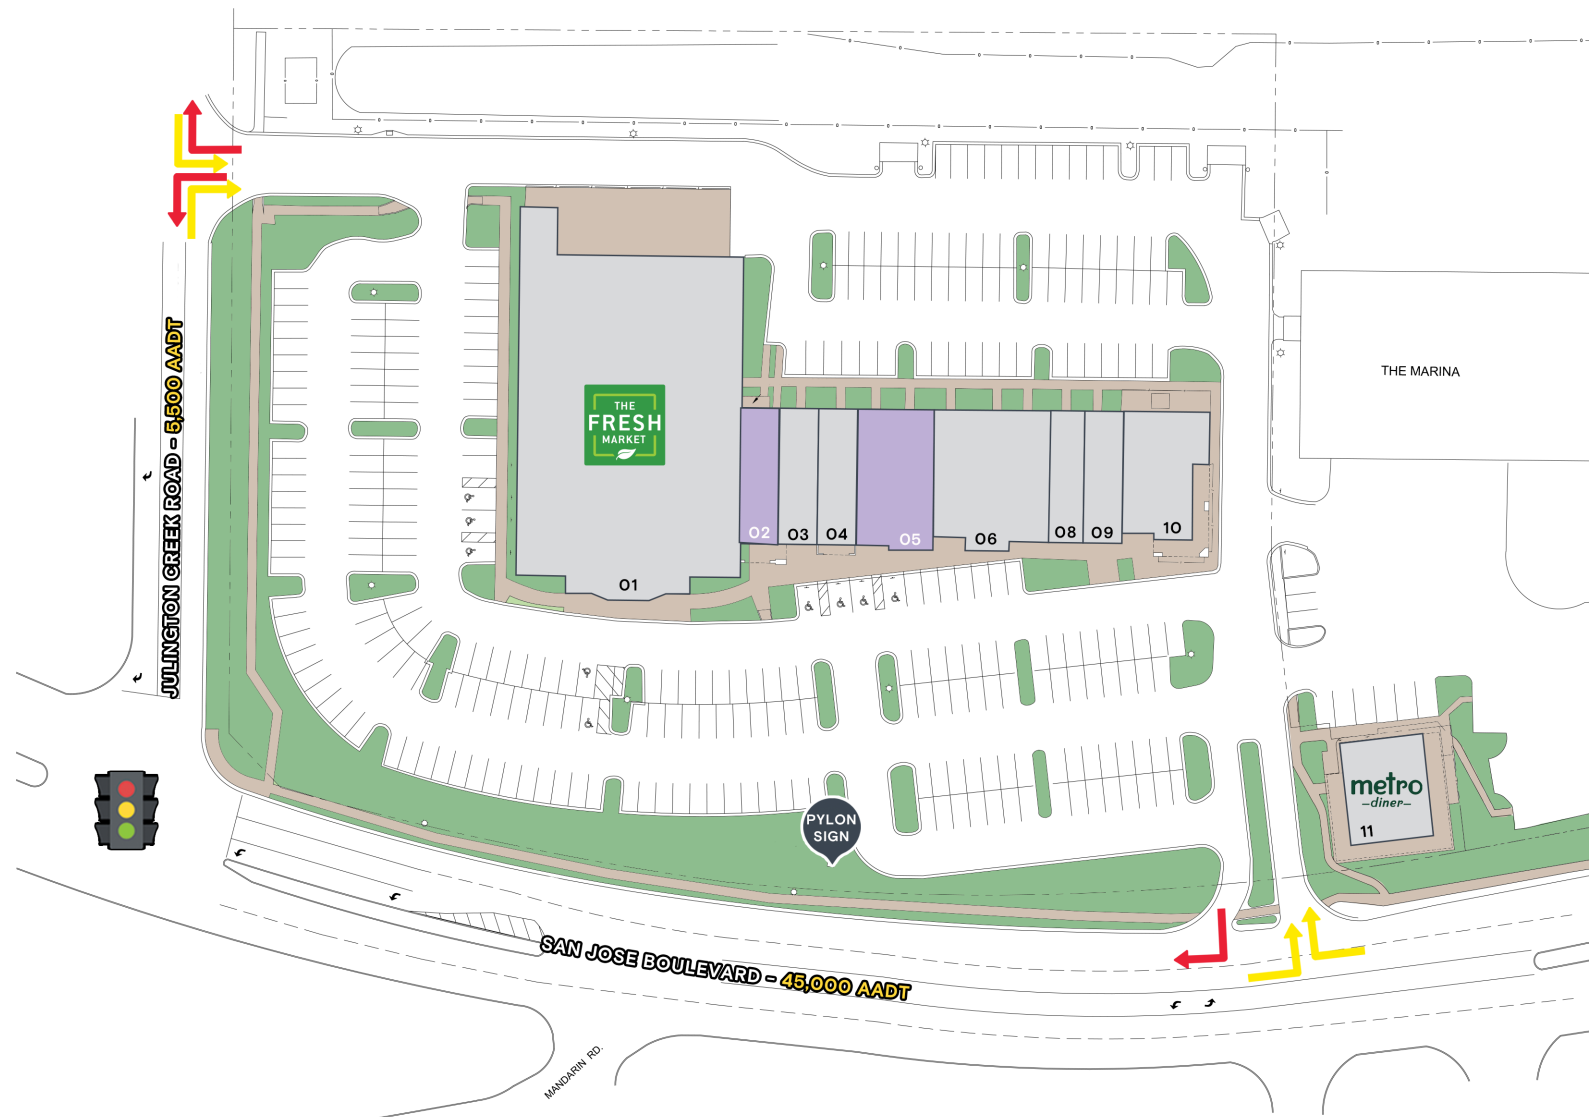 THE MARINA
JULINGTON CREEK ROAD - 5,500 AADT
THE
FRESH
MARKET
02
03
04
05
06
08
09
10
01
metro
-diner-
11
PYLON
SIGN
SAN JOSE BOULEVARD - 45,000 AADT
MANDARIN RD.